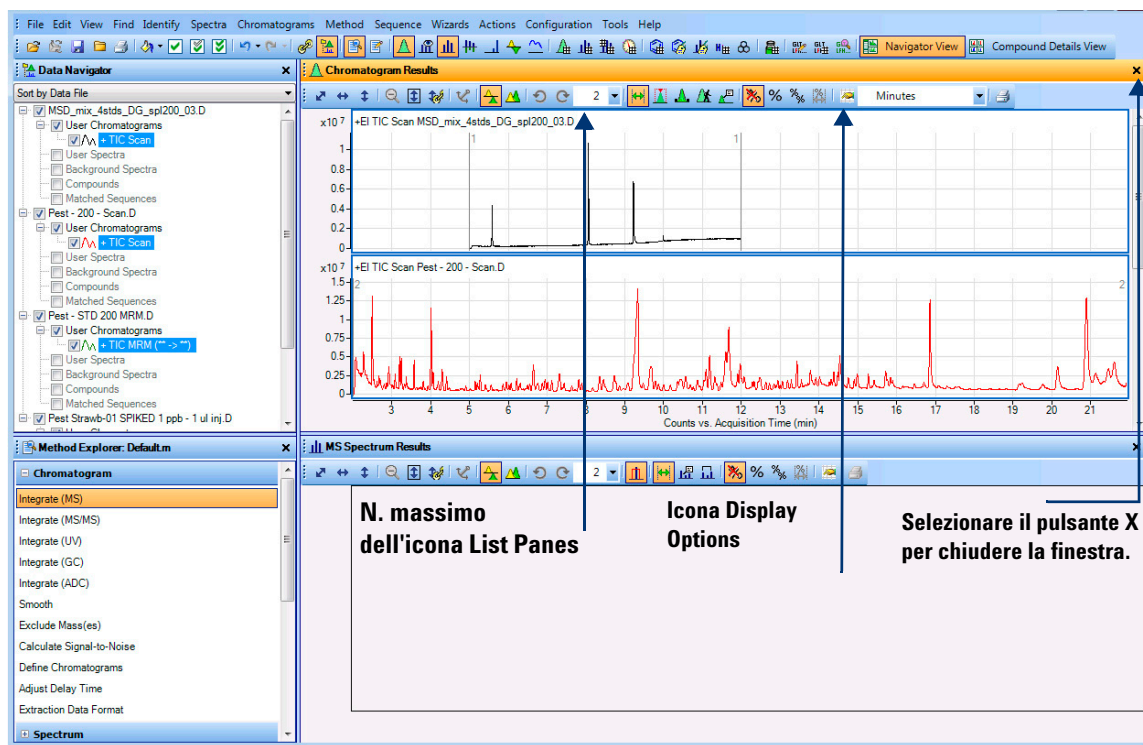 File Edit View Find Identify Spectra Chromatograms Method Sequence Wizards Actions Configuration Tools Help
Navigator View Compound Details View
Data Navigator
Sort by Data File
MSD_mix_4stds_DG_spl200_03.D
User Chromatograms
+ TIC Scan
User Spectra
Background Spectra
Compounds
Matched Sequences
Pest - 200 - Scan.D
User Chromatograms
+ TIC Scan
User Spectra
Background Spectra
Compounds
Matched Sequences
Pest - STD 200 MRM.D
User Chromatograms
+ TIC MRM (** -> **)
User Spectra
Background Spectra
Compounds
Matched Sequences
Pest Strawb-01 SPIKED 1 ppb - 1 ul inj.D
Chromatogram Results
2 Minutes
x10 7 +EI TIC Scan MSD_mix_4stds_DG_spl200_03.D
1 1
1
0.8
0.6
0.4
0.2
0
x10 7 +EI TIC Scan Pest - 200 - Scan.D
2 2
1.5
1.25
1
0.75
0.5
0.25
0
3 4 5 6 7 8 9 10 11 12 13 14 15 16 17 18 19 20 21
Counts vs. Acquisition Time (min)
Method Explorer: Default.m
Chromatogram
Integrate (MS)
Integrate (MS/MS)
Integrate (UV)
Integrate (GC)
Integrate (ADC)
Smooth
Exclude Mass(es)
Calculate Signal-to-Noise
Define Chromatograms
Adjust Delay Time
Extraction Data Format
Spectrum
MS Spectrum Results
2
N. massimo
dell'icona List Panes
Icona Display
Options
Selezionare il pulsante X
per chiudere la finestra.